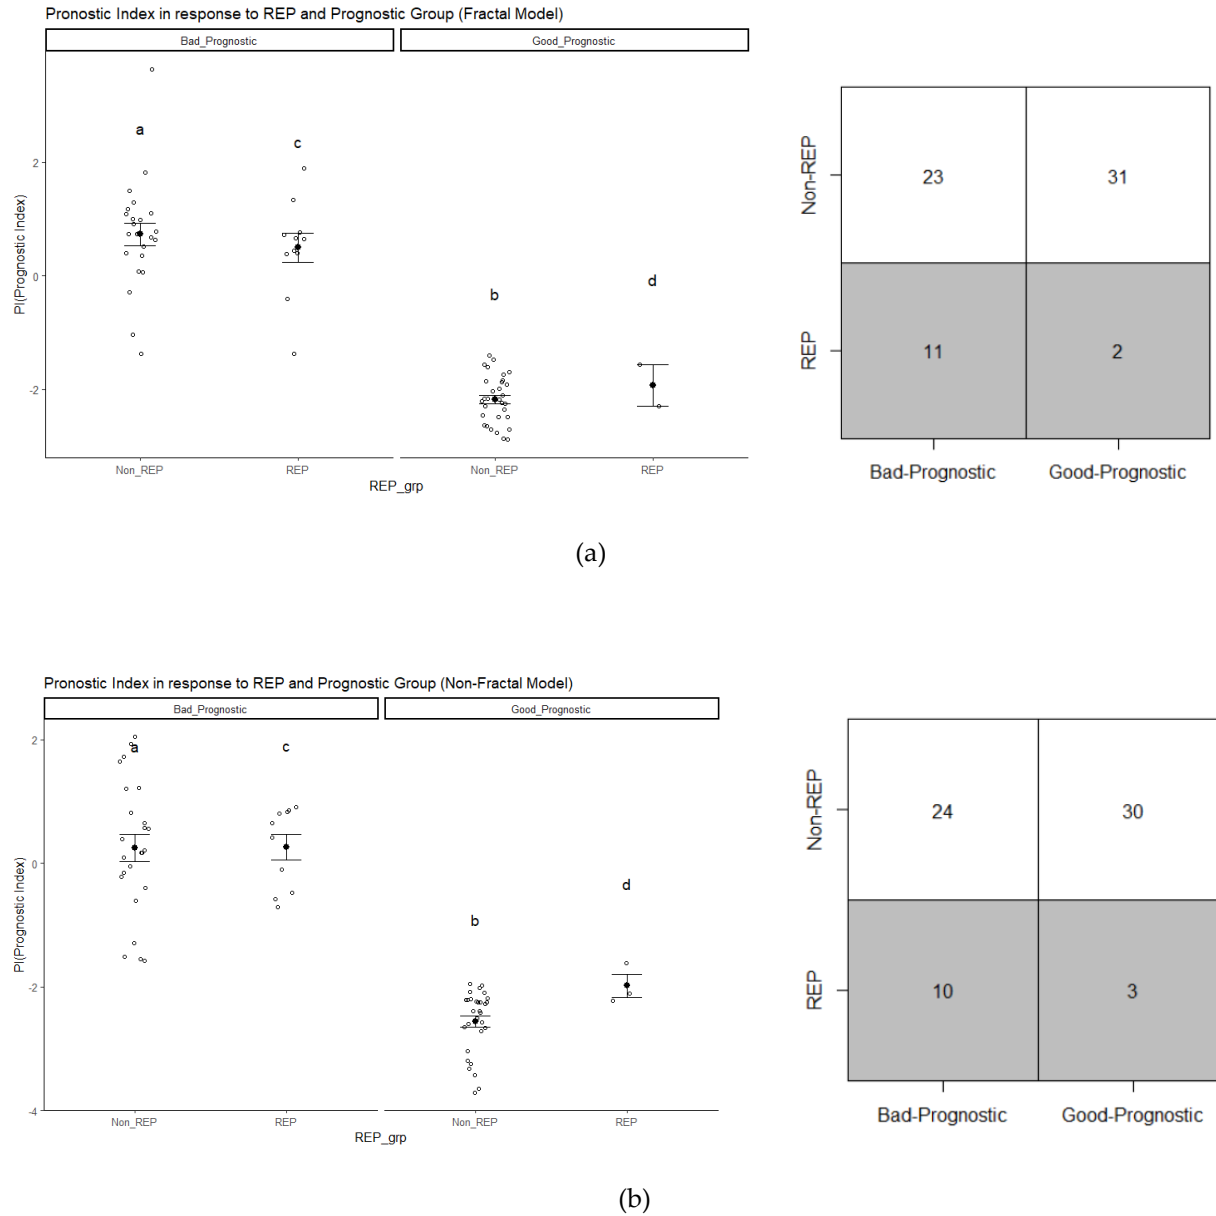 Pronostic Index in response to REP and Prognostic Group (Fractal Model)
Bad_Prognostic
Good_Prognostic
a
c
b
d
2
0
-2
PI(Prognostic Index)
Non_REP
REP
Non_REP
REP
REP_grp
Non-REP
REP
23
31
11
2
Bad-Prognostic
Good-Prognostic
(a)
Pronostic Index in response to REP and Prognostic Group (Non-Fractal Model)
Bad_Prognostic
Good_Prognostic
a
c
b
d
2
0
-2
-4
PI(Prognostic Index)
Non_REP
REP
Non_REP
REP
REP_grp
Non-REP
REP
24
30
10
3
Bad-Prognostic
Good-Prognostic
(b)